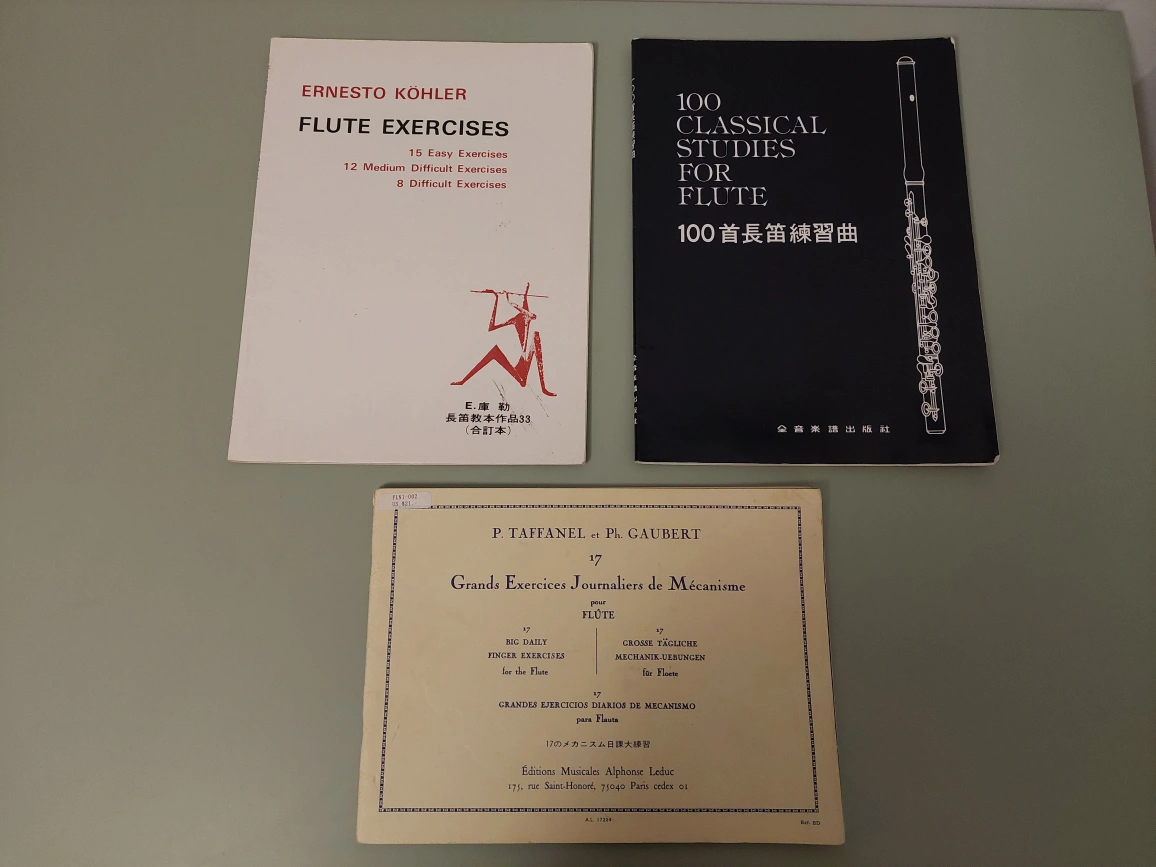 ERNESTO KÖHLER
FLUTE EXERCISES
15 Easy Exercises
12 Medium Difficult Exercises
8 Difficult Exercises
E.庫勒
長笛教本作品33
(合訂本)
100
CLASSICAL
STUDIES
FOR
FLUTE
100首長笛練習曲
全音楽譜出版社
P. TAFFANEL et Ph. GAUBERT
17
Grands Exercices Journaliers de Mécanisme
pour
FLÛTE
17
BIG DAILY
FINGER EXERCISES
for the Flute
17
GROSSE TÄGLICHE
MECHANIK-UEBUNGEN
für Floete
17
GRANDES EJERCICIOS DIARIOS DE MECANISMO
para Flauta
17のメカニスム日課大練習
Éditions Musicales Alphonse Leduc
175, rue Saint-Honoré, 75040 Paris cedex 01